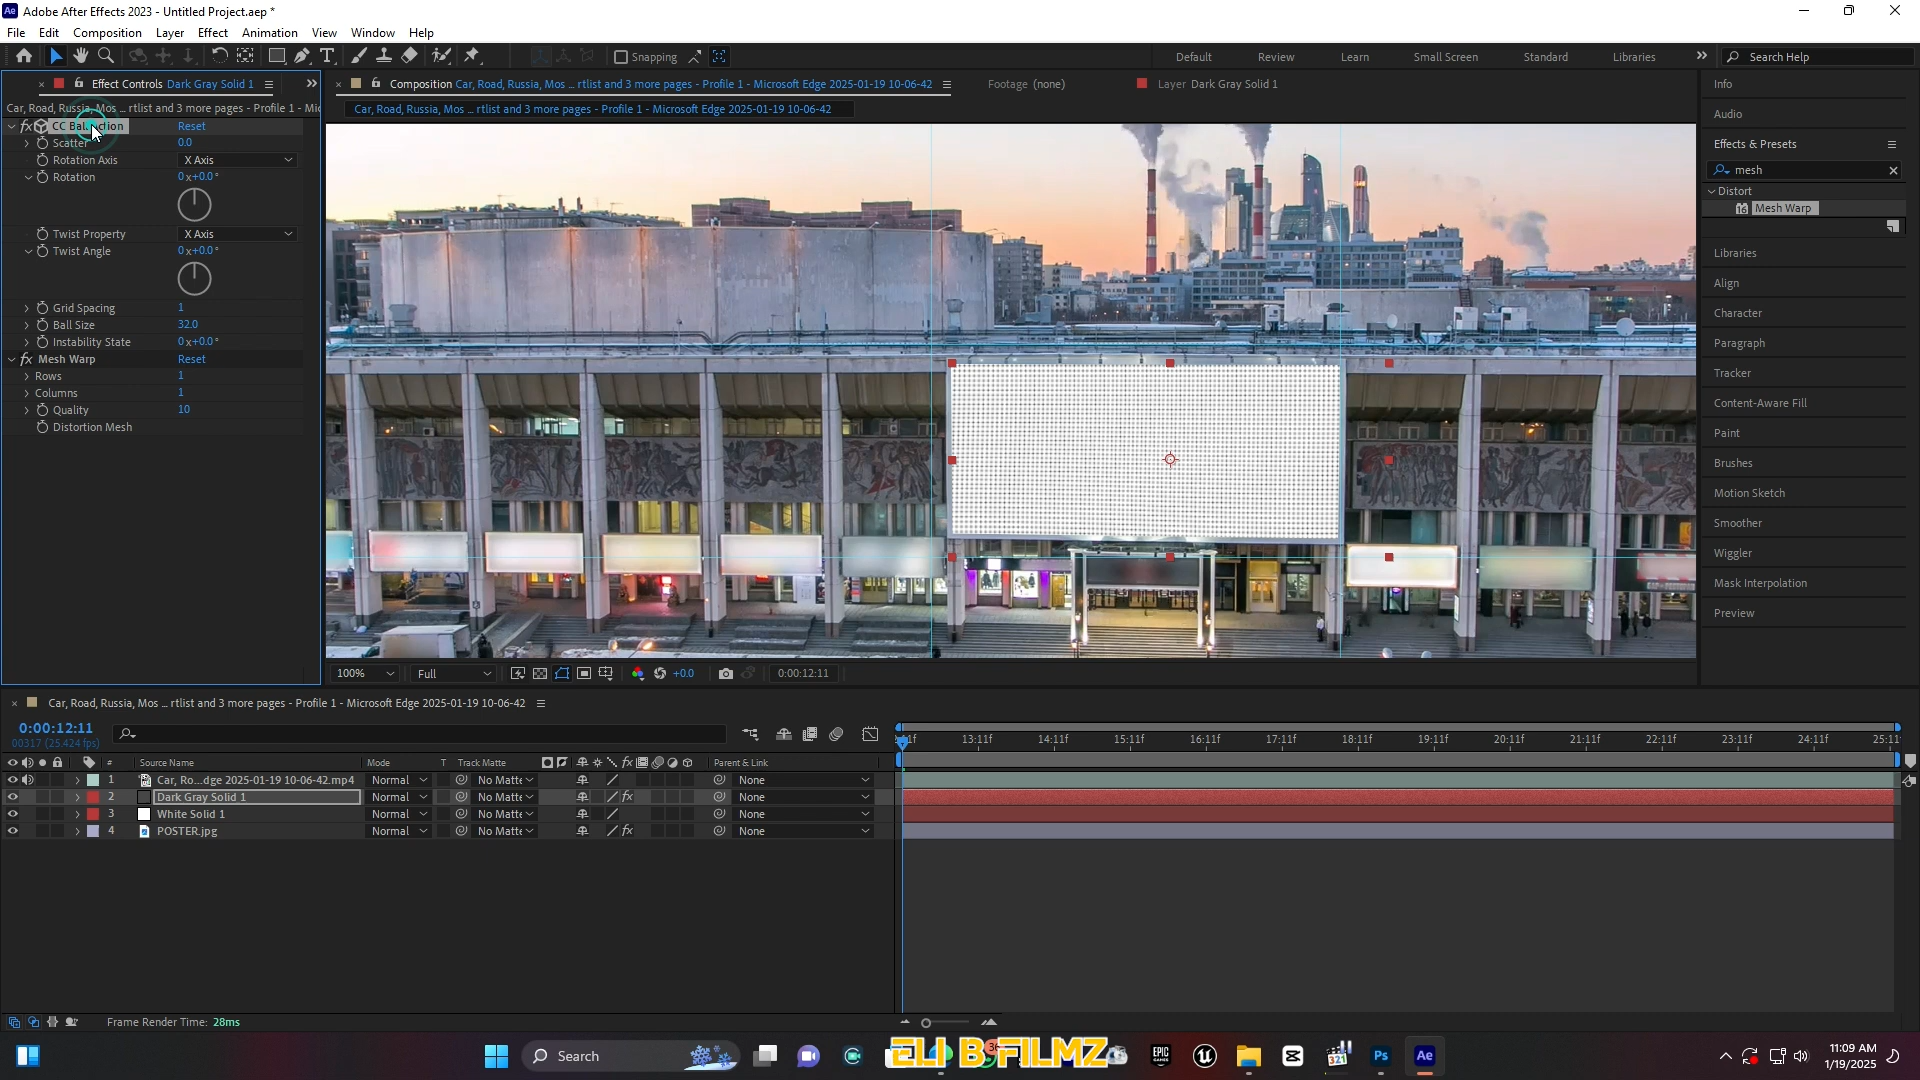 Adobe After Effects 2023 - Untitled Project.aep *
File Edit Composition Layer Effect Animation View Window Help
Snapping
Default Review Learn Small Screen Standard Libraries
Search Help
Effect Controls Dark Gray Solid 1
Car, Road, Russia, Mos ... rtlist and 3 more pages - Profile 1 - Mic
Reset
Scatter 0.0
Rotation Axis X Axis
Rotation 0x+0.0°
Twist Property X Axis
Twist Angle 0x+0.0°
Grid Spacing 1
Ball Size 32.0
Instability State 0x+0.0°
Mesh Warp Reset
Rows 1
Columns 1
Quality 10
Distortion Mesh
Composition Car, Road, Russia, Mos ... rtlist and 3 more pages - Profile 1 - Microsoft Edge 2025-01-19 10-06-42
Footage (none)
Layer Dark Gray Solid 1
Car, Road, Russia, Mos ... rtlist and 3 more pages - Profile 1 - Microsoft Edge 2025-01-19 10-06-42
100% Full +0.0 0:00:12:11
Info
Audio
Effects & Presets
mesh
Distort
16 Mesh Warp
Libraries
Align
Character
Paragraph
Tracker
Content-Aware Fill
Paint
Brushes
Motion Sketch
Smoother
Wiggler
Mask Interpolation
Preview
Car, Road, Russia, Mos ... rtlist and 3 more pages - Profile 1 - Microsoft Edge 2025-01-19 10-06-42
0:00:12:11
00317 (25.424 fps)
13:11f 14:11f 15:11f 16:11f 17:11f 18:11f 19:11f 20:11f 21:11f 22:11f 23:11f 24:11f 25:11
# Source Name Mode T Track Matte fx Parent & Link
1 Car, Ro...dge 2025-01-19 10-06-42.mp4 Normal No Matte None
2 Dark Gray Solid 1 Normal No Matte fx None
3 White Solid 1 Normal No Matte None
4 POSTER.jpg Normal No Matte fx None
Frame Render Time: 28ms
Search
ELI B FILMZ
EPIC GAMES
321
Ps
Ae
11:09 AM
1/19/2025